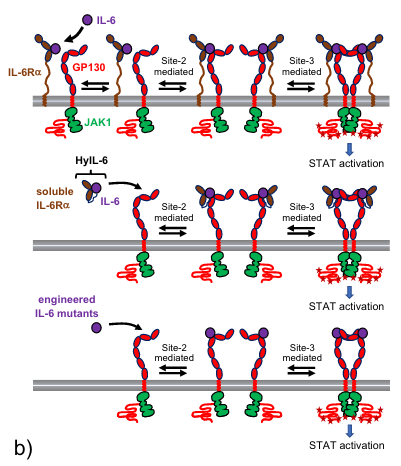 IL-6
IL-6Rα
GP130
JAK1
Site-2
mediated
Site-3
mediated
STAT activation
HyIL-6
soluble
IL-6Rα
IL-6
Site-2
mediated
Site-3
mediated
STAT activation
engineered
IL-6 mutants
Site-2
mediated
Site-3
mediated
STAT activation
b)